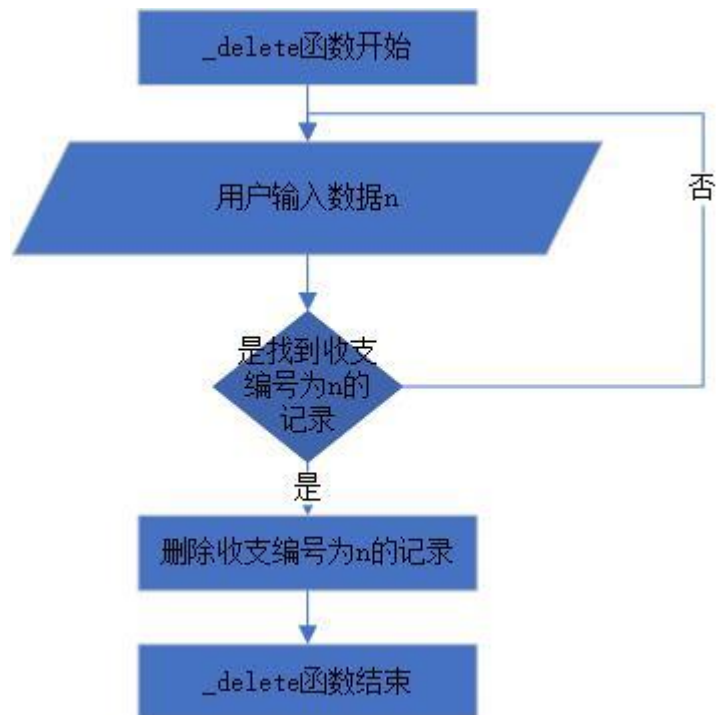 _delete函数开始
用户输入数据n
否
是找到收支
编号为n的
记录
是
删除收支编号为n的记录
_delete函数结束